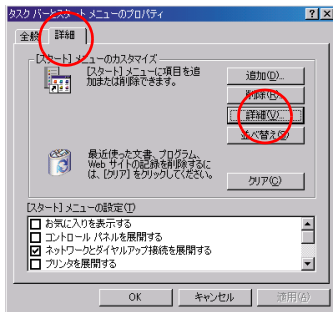 タスク バーとスタート メニューのプロパティ
全般 詳細
[スタート] メニューのカスタマイズ
[スタート] メニューに項目を追
加または削除できます。
追加(D)...
削除(R)...
詳細(V)...
並べ替え(S)
最近使った文書、プログラム、
Web サイトの記録を削除するに
は、[クリア] をクリックしてください。
クリア(C)
[スタート] メニューの設定(T)
お気に入りを表示する
コントロール パネルを展開する
ネットワークとダイヤルアップ接続を展開する
プリンタを展開する
OK キャンセル 適用(A)